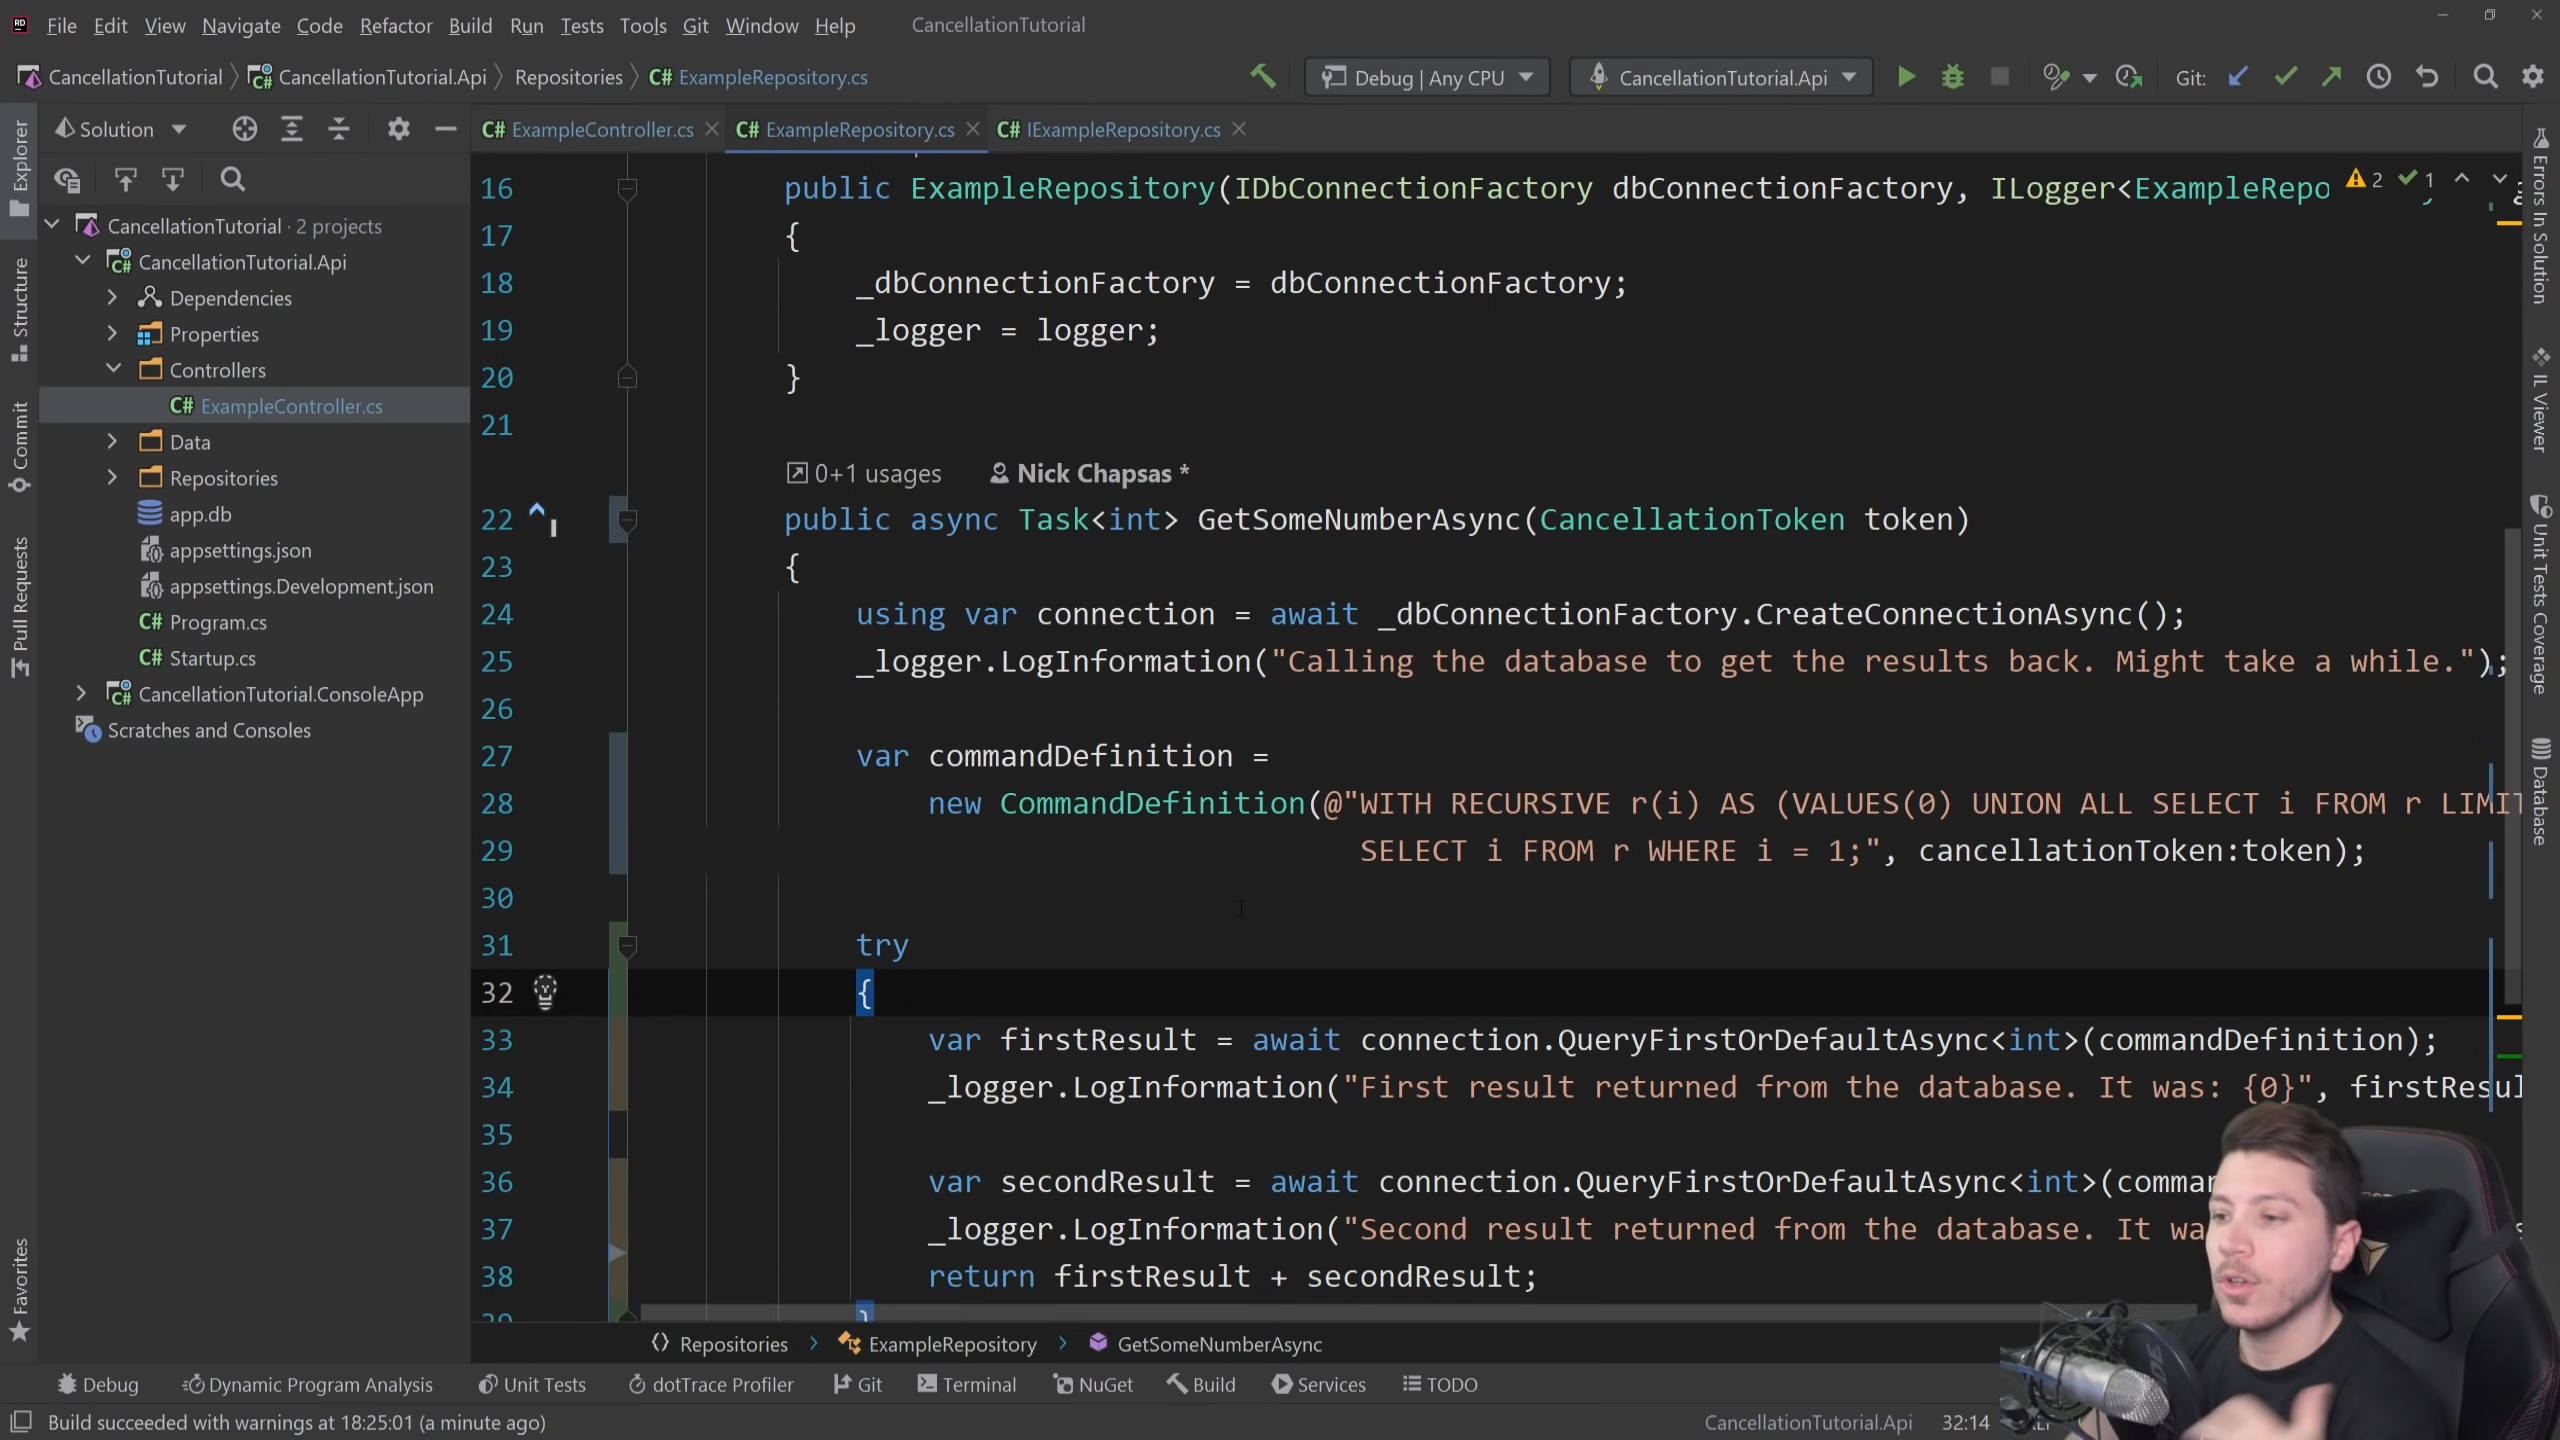 File Edit View Navigate Code Refactor Build Run Tests Tools Git Window Help CancellationTutorial
CancellationTutorial CancellationTutorial.Api Repositories C# ExampleRepository.cs Debug | Any CPU CancellationTutorial.Api Git:
Solution
C# ExampleController.cs C# ExampleRepository.cs C# IExampleRepository.cs
Explorer
Structure
Commit
Pull Requests
Favorites
CancellationTutorial · 2 projects
CancellationTutorial.Api
Dependencies
Properties
Controllers
C# ExampleController.cs
Data
Repositories
app.db
appsettings.json
appsettings.Development.json
C# Program.cs
C# Startup.cs
CancellationTutorial.ConsoleApp
Scratches and Consoles
16 public ExampleRepository(IDbConnectionFactory dbConnectionFactory, ILogger<ExampleRepo 2 1
17 {
18 _dbConnectionFactory = dbConnectionFactory;
19 _logger = logger;
20 }
21
0+1 usages Nick Chapsas *
22 public async Task<int> GetSomeNumberAsync(CancellationToken token)
23 {
24 using var connection = await _dbConnectionFactory.CreateConnectionAsync();
25 _logger.LogInformation("Calling the database to get the results back. Might take a while.");
26
27 var commandDefinition =
28 new CommandDefinition(@"WITH RECURSIVE r(i) AS (VALUES(0) UNION ALL SELECT i FROM r LIMIT
29 SELECT i FROM r WHERE i = 1;", cancellationToken:token);
30
31 try
32 {
33 var firstResult = await connection.QueryFirstOrDefaultAsync<int>(commandDefinition);
34 _logger.LogInformation("First result returned from the database. It was: {0}", firstResul
35
36 var secondResult = await connection.QueryFirstOrDefaultAsync<int>(comman
37 _logger.LogInformation("Second result returned from the database. It wa
38 return firstResult + secondResult;
39 }
Errors In Solution
IL Viewer
Unit Tests Coverage
Database
Repositories ExampleRepository GetSomeNumberAsync
Debug Dynamic Program Analysis Unit Tests dotTrace Profiler Git Terminal NuGet Build Services TODO
Build succeeded with warnings at 18:25:01 (a minute ago) CancellationTutorial.Api 32:14